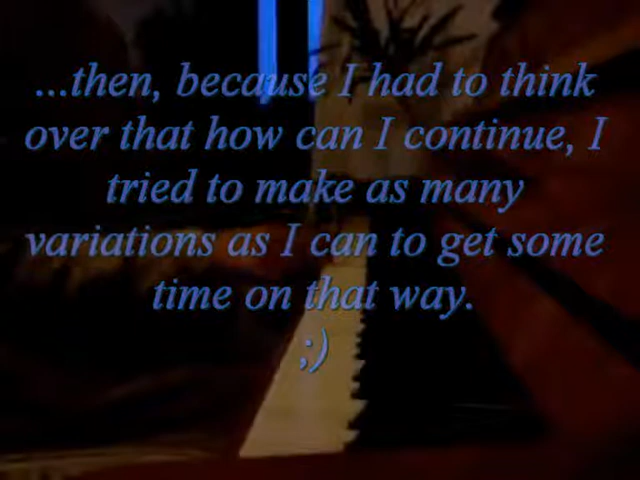 ...then, because I had to think
over that how can I continue, I
tried to make as many
variations as I can to get some
time on that way.
;)